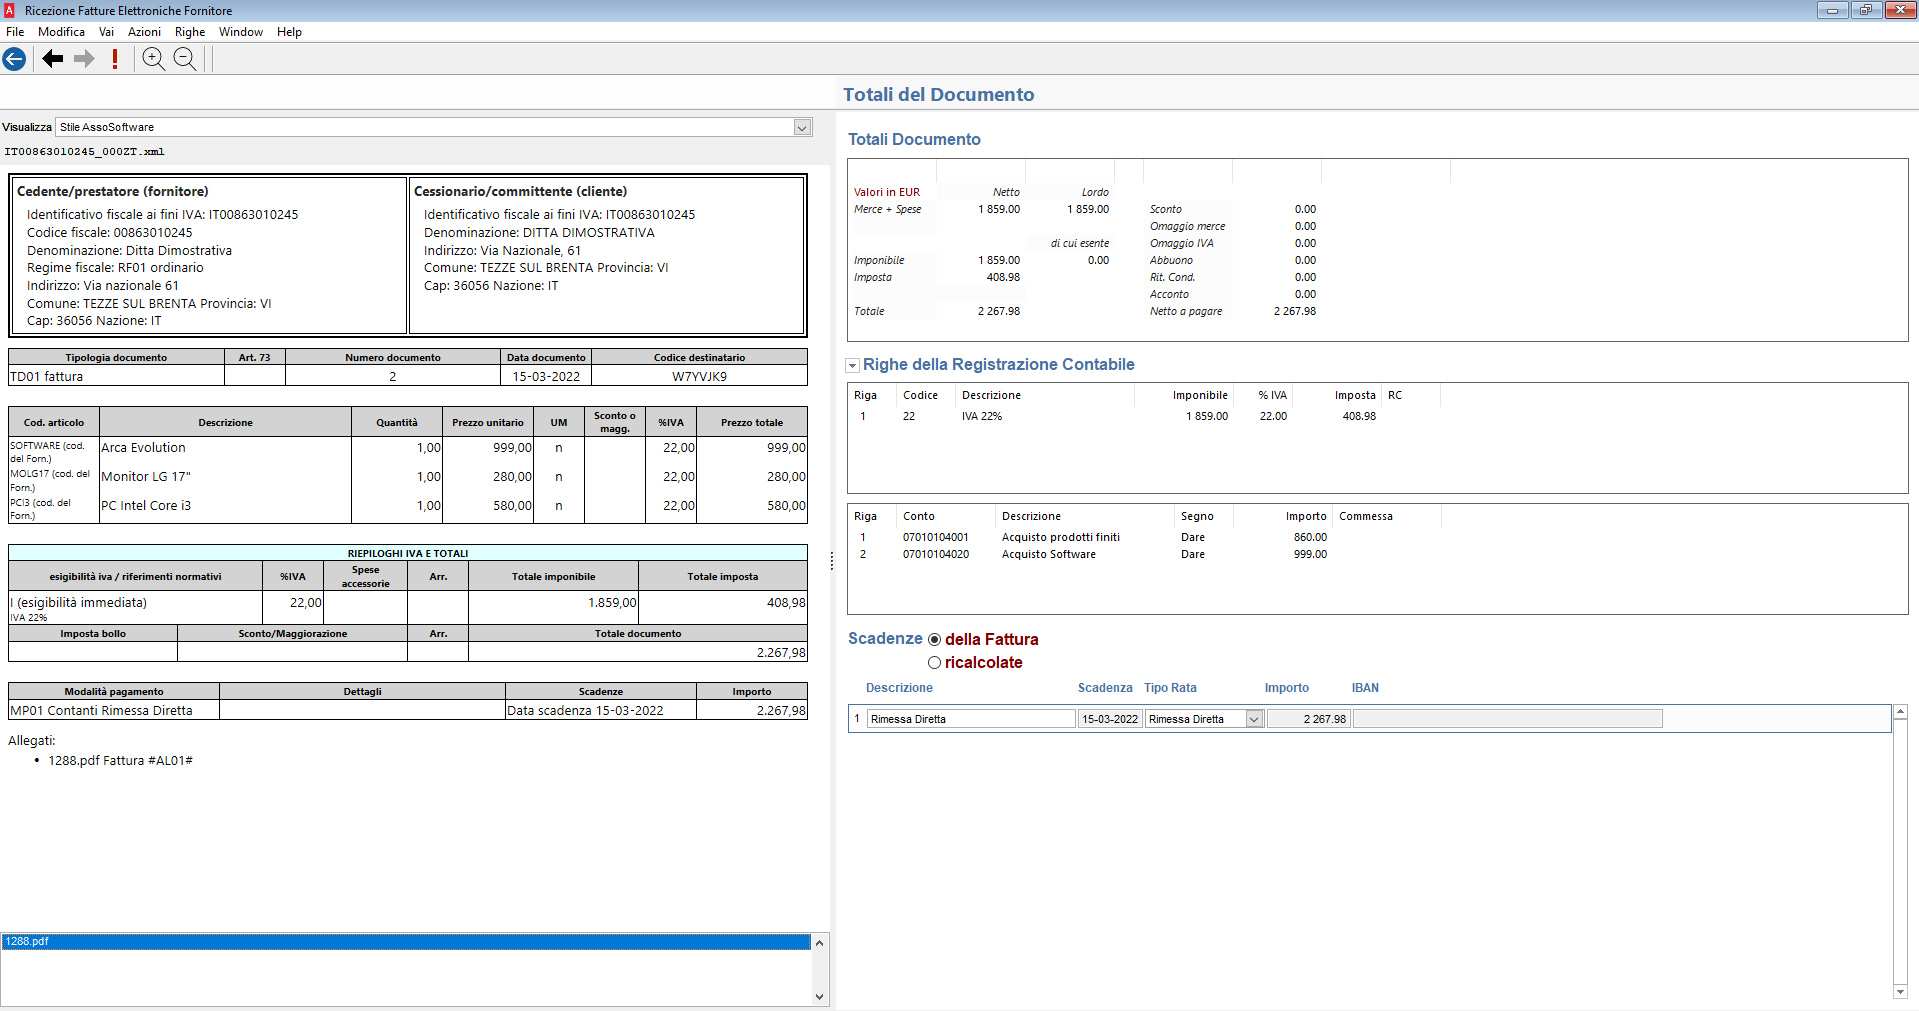 Ricezione Fatture Elettroniche Fornitore
File Modifica Vai Azioni Righe Window Help
Totali del Documento
Visualizza Stile AssoSoftware
IT00863010245_000ZT.xml
Cedente/prestatore (fornitore)
Identificativo fiscale ai fini IVA: IT00863010245
Codice fiscale: 00863010245
Denominazione: Ditta Dimostrativa
Regime fiscale: RF01 ordinario
Indirizzo: Via nazionale 61
Comune: TEZZE SUL BRENTA Provincia: VI
Cap: 36056 Nazione: IT
Cessionario/committente (cliente)
Identificativo fiscale ai fini IVA: IT00863010245
Denominazione: DITTA DIMOSTRATIVA
Indirizzo: Via Nazionale, 61
Comune: TEZZE SUL BRENTA Provincia: VI
Cap: 36056 Nazione: IT
Tipologia documento Art. 73 Numero documento Data documento Codice destinatario
TD01 fattura 2 15-03-2022 W7YVJK9
Cod. articolo Descrizione Quantità Prezzo unitario UM Sconto o magg. %IVA Prezzo totale
SOFTWARE (cod. del Forn.) Arca Evolution 1,00 999,00 n 22,00 999,00
MOLG17 (cod. del Forn.) Monitor LG 17" 1,00 280,00 n 22,00 280,00
PCI3 (cod. del Forn.) PC Intel Core i3 1,00 580,00 n 22,00 580,00
RIEPILOGHI IVA E TOTALI
esigibilità iva / riferimenti normativi %IVA Spese accessorie Arr. Totale imponibile Totale imposta
I (esigibilità immediata) 22,00 1.859,00 408,98
IVA 22%
Imposta bollo Sconto/Maggiorazione Arr. Totale documento
2.267,98
Modalità pagamento Dettagli Scadenze Importo
MP01 Contanti Rimessa Diretta Data scadenza 15-03-2022 2.267,98
Allegati:
• 1288.pdf Fattura #AL01#
1288.pdf
Totali Documento
Valori in EUR Netto Lordo
Merce + Spese 1 859.00 1 859.00 Sconto 0.00
Omaggio merce 0.00
di cui esente Omaggio IVA 0.00
Imponibile 1 859.00 0.00 Abbuono 0.00
Imposta 408.98 Rit. Cond. 0.00
Acconto 0.00
Totale 2 267.98 Netto a pagare 2 267.98
Righe della Registrazione Contabile
Riga Codice Descrizione Imponibile % IVA Imposta RC
1 22 IVA 22% 1 859.00 22.00 408.98
Riga Conto Descrizione Segno Importo Commessa
1 07010104001 Acquisto prodotti finiti Dare 860.00
2 07010104020 Acquisto Software Dare 999.00
Scadenze della Fattura
ricalcolate
Descrizione Scadenza Tipo Rata Importo IBAN
1 Rimessa Diretta 15-03-2022 Rimessa Diretta 2 267.98